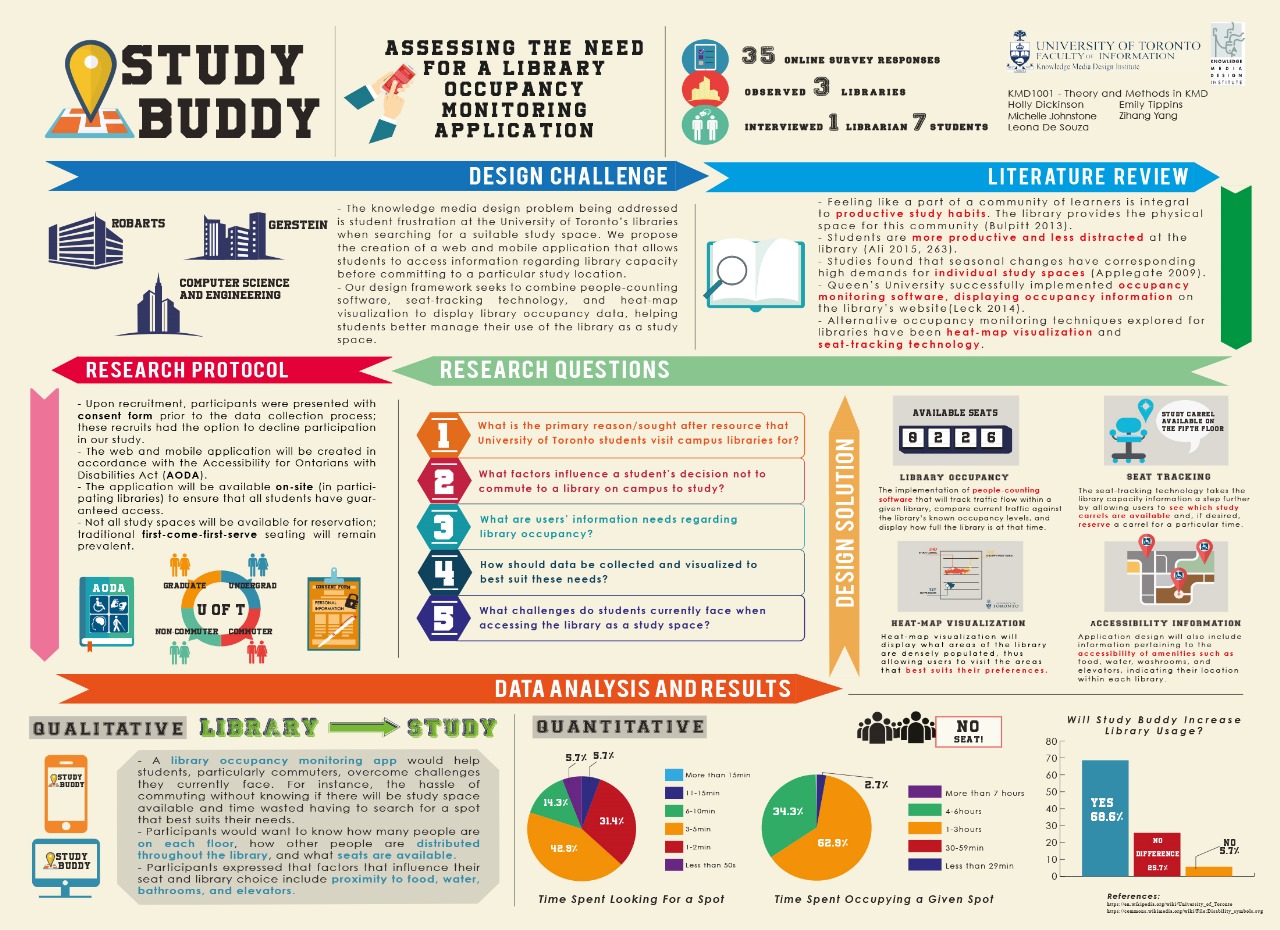 STUDY
BUDDY
ASSESSING THE NEED
FOR A LIBRARY
OCCUPANCY
MONITORING
APPLICATION
35 ONLINE SURVEY RESPONSES
OBSERVED 3 LIBRARIES
INTERVIEWED 1 LIBRARIAN 7 STUDENTS
UNIVERSITY OF TORONTO
FACULTY OF INFORMATION
Knowledge Media Design Institute
KNOWLEDGE
MEDIA
DESIGN
INSTITUTE
KMD1001 - Theory and Methods in KMD
Holly Dickinson Emily Tippins
Michelle Johnstone Zihang Yang
Leona De Souza
DESIGN CHALLENGE
ROBARTS
GERSTEIN
COMPUTER SCIENCE
AND ENGINEERING
- The knowledge media design problem being addressed
is student frustration at the University of Toronto's libraries
when searching for a suitable study space. We propose
the creation of a web and mobile application that allows
students to access information regarding library capacity
before committing to a particular study location.
- Our design framework seeks to combine people-counting
software, seat-tracking technology, and heat-map
visualization to display library occupancy data, helping
students better manage their use of the library as a study
space.
LITERATURE REVIEW
- Feeling like a part of a community of learners is integral
to productive study habits. The library provides the physical
space for this community (Bulpitt 2013).
- Students are more productive and less distracted at the
library (Ali 2015, 263).
- Studies found that seasonal changes have corresponding
high demands for individual study spaces (Applegate 2009).
- Queen's University successfully implemented occupancy
monitoring software, displaying occupancy information on
the library's website(Leck 2014).
- Alternative occupancy monitoring techniques explored for
libraries have been heat-map visualization and
seat-tracking technology.
RESEARCH PROTOCOL
- Upon recruitment, participants were presented with
consent form prior to the data collection process;
these recruits had the option to decline participation
in our study.
- The web and mobile application will be created in
accordance with the Accessibility for Ontarians with
Disabilities Act (AODA).
- The application will be available on-site (in partici-
pating libraries) to ensure that all students have guar-
anteed access.
- Not all study spaces will be available for reservation;
traditional first-come-first-serve seating will remain
prevalent.
AODA
GRADUATE UNDERGRAD
U OF T
NON-COMMUTER COMMUTER
CONSENT FORM
PERSONAL
INFORMATION
RESEARCH QUESTIONS
1 What is the primary reason/sought after resource that
University of Toronto students visit campus libraries for?
2 What factors influence a student's decision not to
commute to a library on campus to study?
3 What are users' information needs regarding
library occupancy?
4 How should data be collected and visualized to
best suit these needs?
5 What challenges do students currently face when
accessing the library as a study space?
DESIGN SOLUTION
AVAILABLE SEATS
0 2 2 6
LIBRARY OCCUPANCY
The implementation of people-counting
software that will track traffic flow within a
given library, compare current traffic against
the library's known occupancy levels, and
display how full the library is at that time.
STUDY CARREL
AVAILABLE ON
THE FIFTH FLOOR
SEAT TRACKING
The seat-tracking technology takes the
library capacity information a step further
by allowing users to see which study
carrels are available and, if desired,
reserve a carrel for a particular time.
TORONTO
HEAT-MAP VISUALIZATION
Heat-map visualization will
display what areas of the library
are densely populated, thus
allowing users to visit the areas
that best suits their preferences.
ACCESSIBILITY INFORMATION
Application design will also include
information pertaining to the
accessibility of amenities such as
food, water, washrooms, and
elevators, indicating their location
within each library.
DATA ANALYSIS AND RESULTS
QUALITATIVE LIBRARY STUDY
STUDY
BUDDY
STUDY
BUDDY
- A library occupancy monitoring app would help
students, particularly commuters, overcome challenges
they currently face. For instance, the hassle of
commuting without knowing if there will be study space
available and time wasted having to search for a spot
that best suits their needs.
- Participants would want to know how many people are
on each floor, how other people are distributed
throughout the library, and what seats are available.
- Participants expressed that factors that influence their
seat and library choice include proximity to food, water,
bathrooms, and elevators.
QUANTITATIVE
NO
SEAT!
5.7% 5.7%
14.3%
31.4%
42.9%
More than 15min
11-15min
6-10min
3-5min
1-2min
Less than 50s
Time Spent Looking For a Spot
2.7%
34.3%
62.9%
More than 7 hours
4-6hours
1-3hours
30-59min
Less than 29min
Time Spent Occupying a Given Spot
Will Study Buddy Increase
Library Usage?
80
70
60
50
40
30
20
10
0
YES
68.6%
NO
DIFFERENCE
25.7%
NO
5.7%
References:
https://en.wikipedia.org/wiki/University_of_Toronto
https://commons.wikimedia.org/wiki/File:Disability_symbols.svg